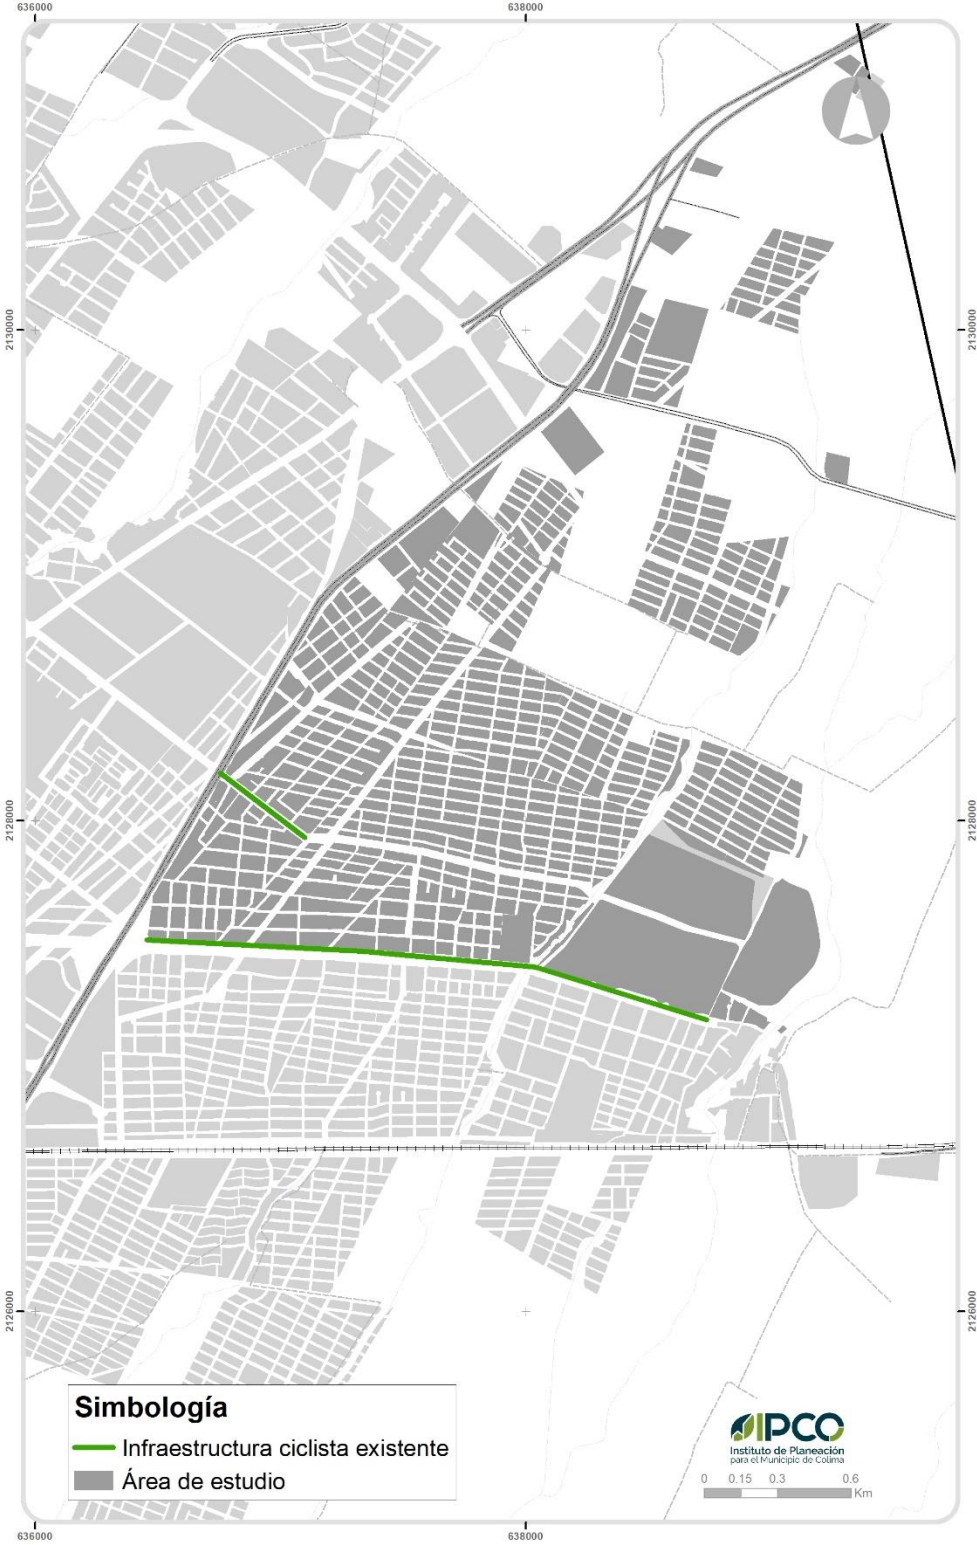 636000
638000
2130000
2130000
2128000
2128000
2126000
2126000
Simbología
Infraestructura ciclista existente
Área de estudio
IPCO
Instituto de Planeación
para el Municipio de Colima
0 0.15 0.3 0.6
Km
636000
638000